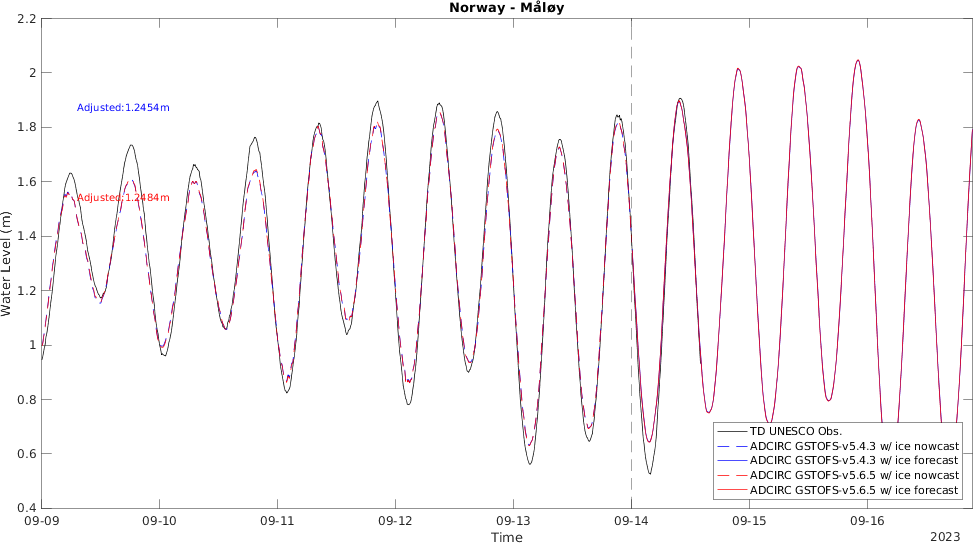 Norway - Måløy
2.2
2
1.8
1.6
1.4
1.2
1
0.8
0.6
0.4
Water Level (m)
Adjusted:1.2454m
Adjusted:1.2484m
TD UNESCO Obs.
ADCIRC GSTOFS-v5.4.3 w/ ice nowcast
ADCIRC GSTOFS-v5.4.3 w/ ice forecast
ADCIRC GSTOFS-v5.6.5 w/ ice nowcast
ADCIRC GSTOFS-v5.6.5 w/ ice forecast
09-09 09-10 09-11 09-12 09-13 09-14 09-15 09-16
Time
2023